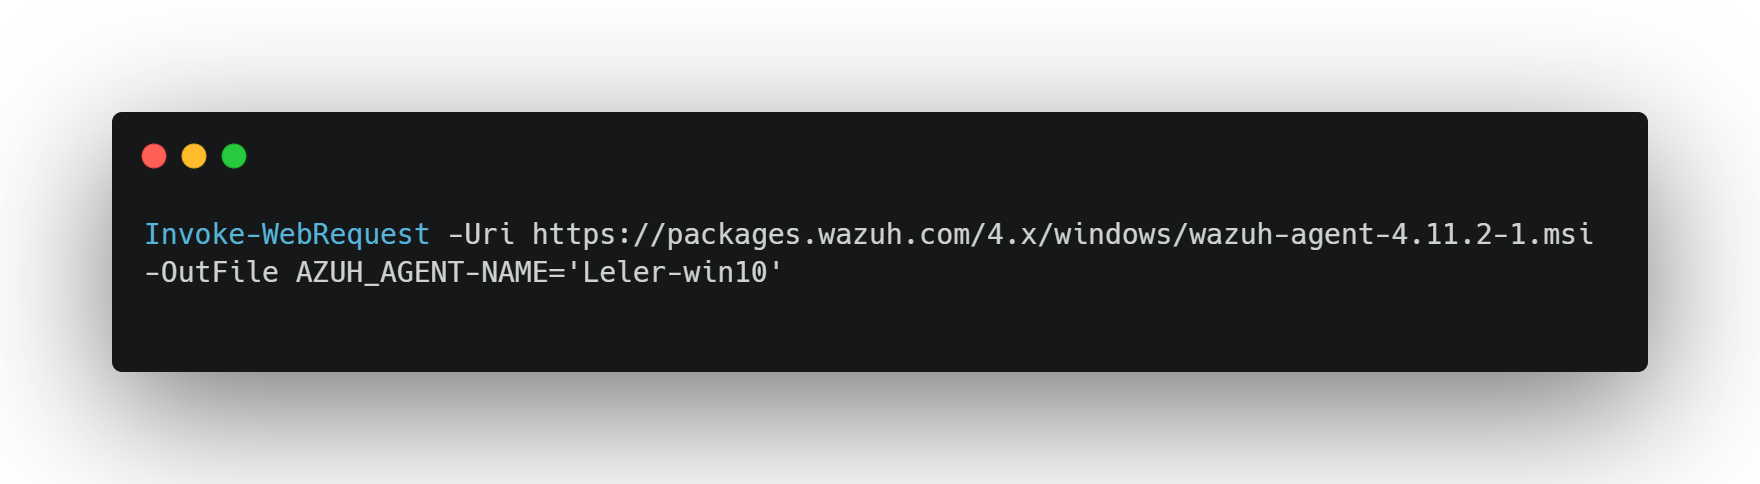 Invoke-WebRequest -Uri https://packages.wazuh.com/4.x/windows/wazuh-agent-4.11.2-1.msi
-OutFile AZUH_AGENT-NAME='Leler-win10'